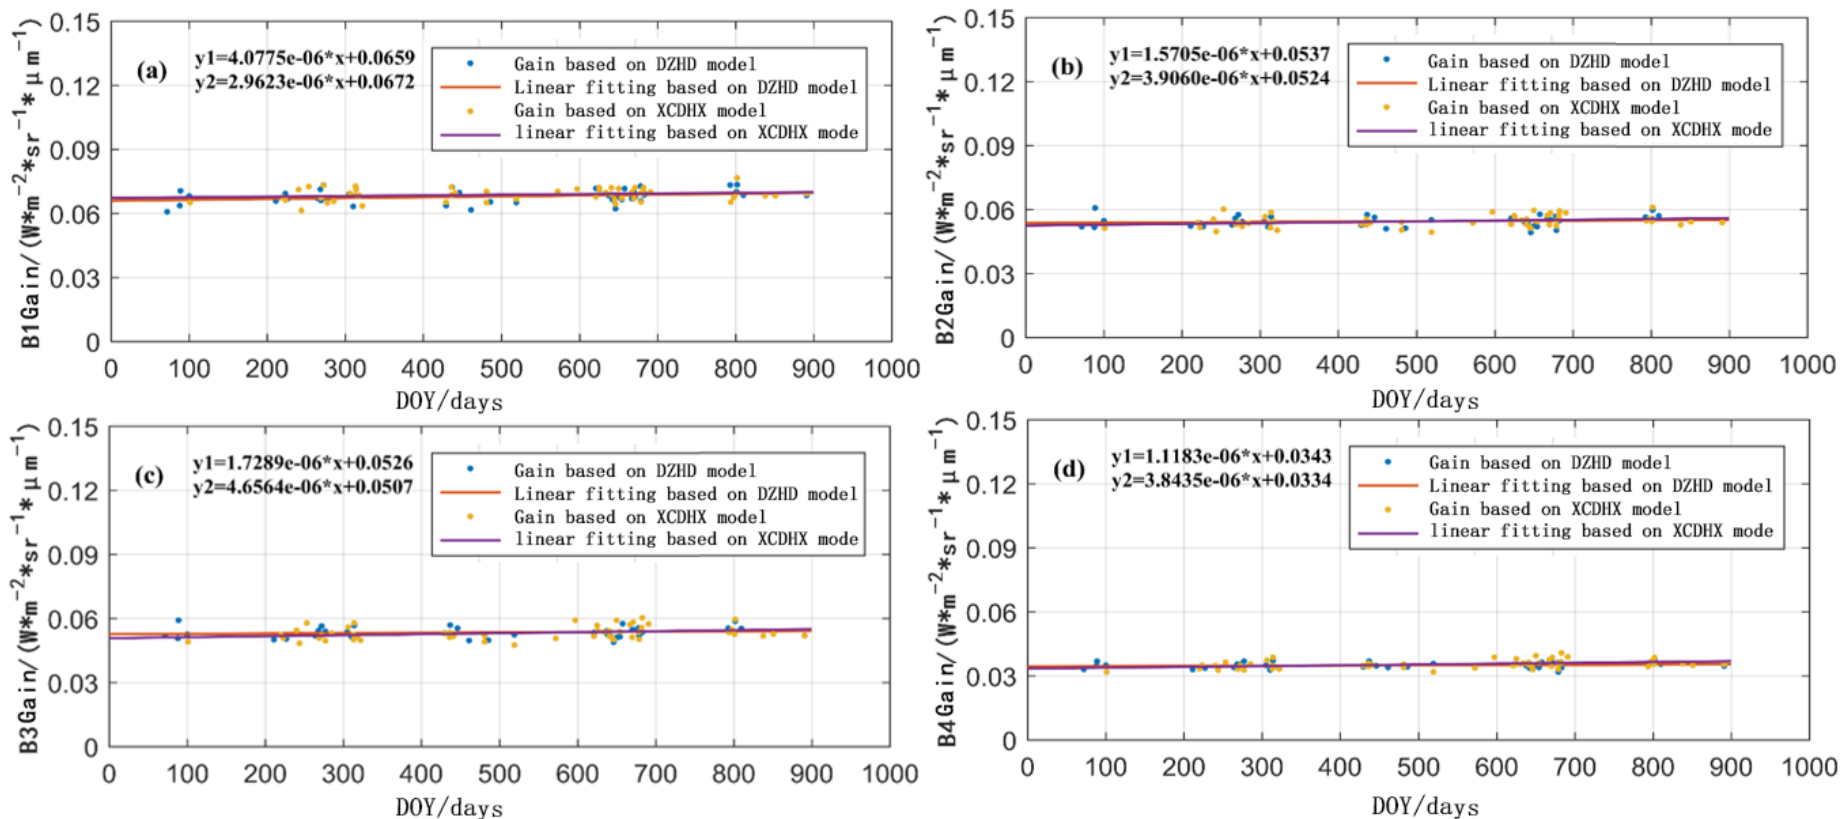 0.15
0.12
0.09
0.06
0.03
0
B1Gain/(W*m⁻²*sr⁻¹*μm⁻¹)
(a)
y1=4.0775e-06*x+0.0659
y2=2.9623e-06*x+0.0672
Gain based on DZHD model
Linear fitting based on DZHD model
Gain based on XCDHX model
linear fitting based on XCDHX mode
0 100 200 300 400 500 600 700 800 900 1000
DOY/days
0.15
0.12
0.09
0.06
0.03
0
B2Gain/(W*m⁻²*sr⁻¹*μm⁻¹)
(b)
y1=1.5705e-06*x+0.0537
y2=3.9060e-06*x+0.0524
Gain based on DZHD model
Linear fitting based on DZHD model
Gain based on XCDHX model
linear fitting based on XCDHX mode
0 100 200 300 400 500 600 700 800 900 1000
DOY/days
0.15
0.12
0.09
0.06
0.03
0
B3Gain/(W*m⁻²*sr⁻¹*μm⁻¹)
(c)
y1=1.7289e-06*x+0.0526
y2=4.6564e-06*x+0.0507
Gain based on DZHD model
Linear fitting based on DZHD model
Gain based on XCDHX model
linear fitting based on XCDHX mode
0 100 200 300 400 500 600 700 800 900 1000
DOY/days
0.15
0.12
0.09
0.06
0.03
0
B4Gain/(W*m⁻²*sr⁻¹*μm⁻¹)
(d)
y1=1.1183e-06*x+0.0343
y2=3.8435e-06*x+0.0334
Gain based on DZHD model
Linear fitting based on DZHD model
Gain based on XCDHX model
linear fitting based on XCDHX mode
0 100 200 300 400 500 600 700 800 900 1000
DOY/days